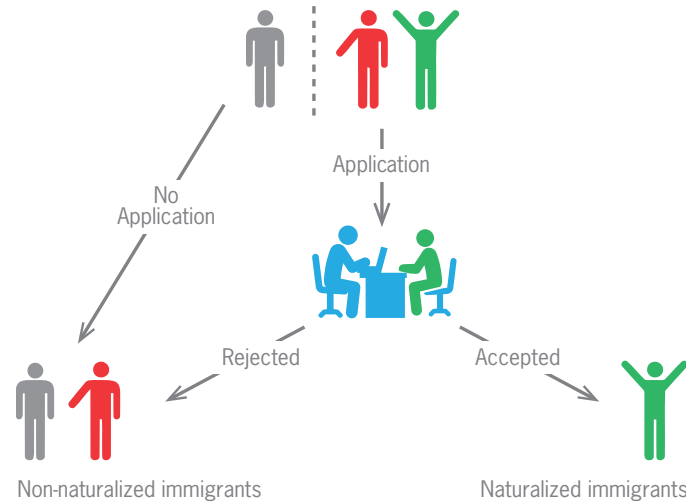 Application
No
Application
Rejected
Accepted
Non-naturalized immigrants
Naturalized immigrants